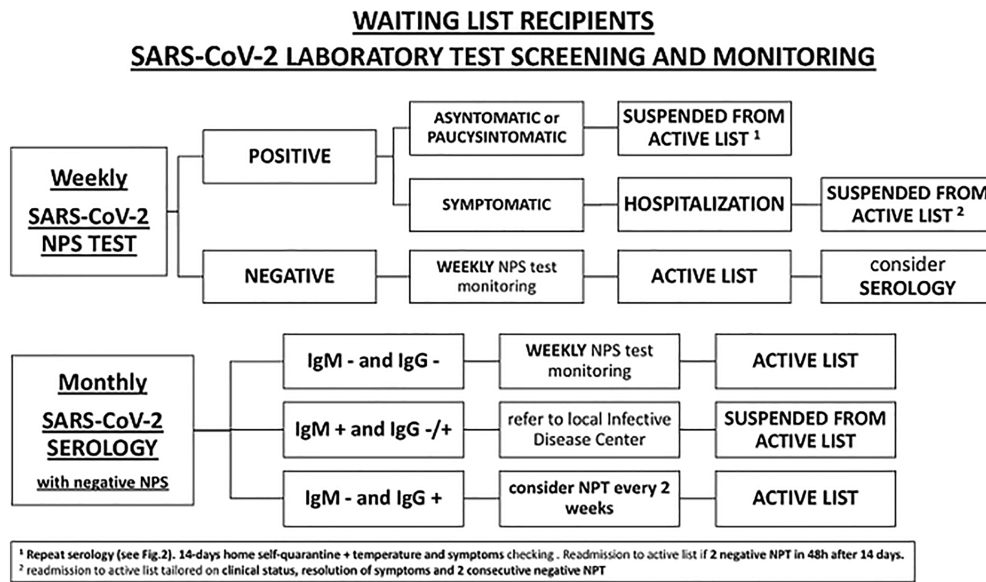 WAITING LIST RECIPIENTS
SARS-CoV-2 LABORATORY TEST SCREENING AND MONITORING
Weekly
SARS-CoV-2
NPS TEST
POSITIVE
ASYNTOMATIC or
PAUCYSINTOMATIC
SUSPENDED FROM
ACTIVE LIST 1
SYMPTOMATIC
HOSPITALIZATION
SUSPENDED FROM
ACTIVE LIST 2
NEGATIVE
WEEKLY NPS test
monitoring
ACTIVE LIST
consider
SEROLOGY
Monthly
SARS-CoV-2
SEROLOGY
with negative NPS
IgM - and IgG -
WEEKLY NPS test
monitoring
ACTIVE LIST
IgM + and IgG -/+
refer to local Infective
Disease Center
SUSPENDED FROM
ACTIVE LIST
IgM - and IgG +
consider NPT every 2
weeks
ACTIVE LIST
1 Repeat serology (see Fig.2). 14-days home self-quarantine + temperature and symptoms checking . Readmission to active list if 2 negative NPT in 48h after 14 days.
2 readmission to active list tailored on clinical status, resolution of symptoms and 2 consecutive negative NPT